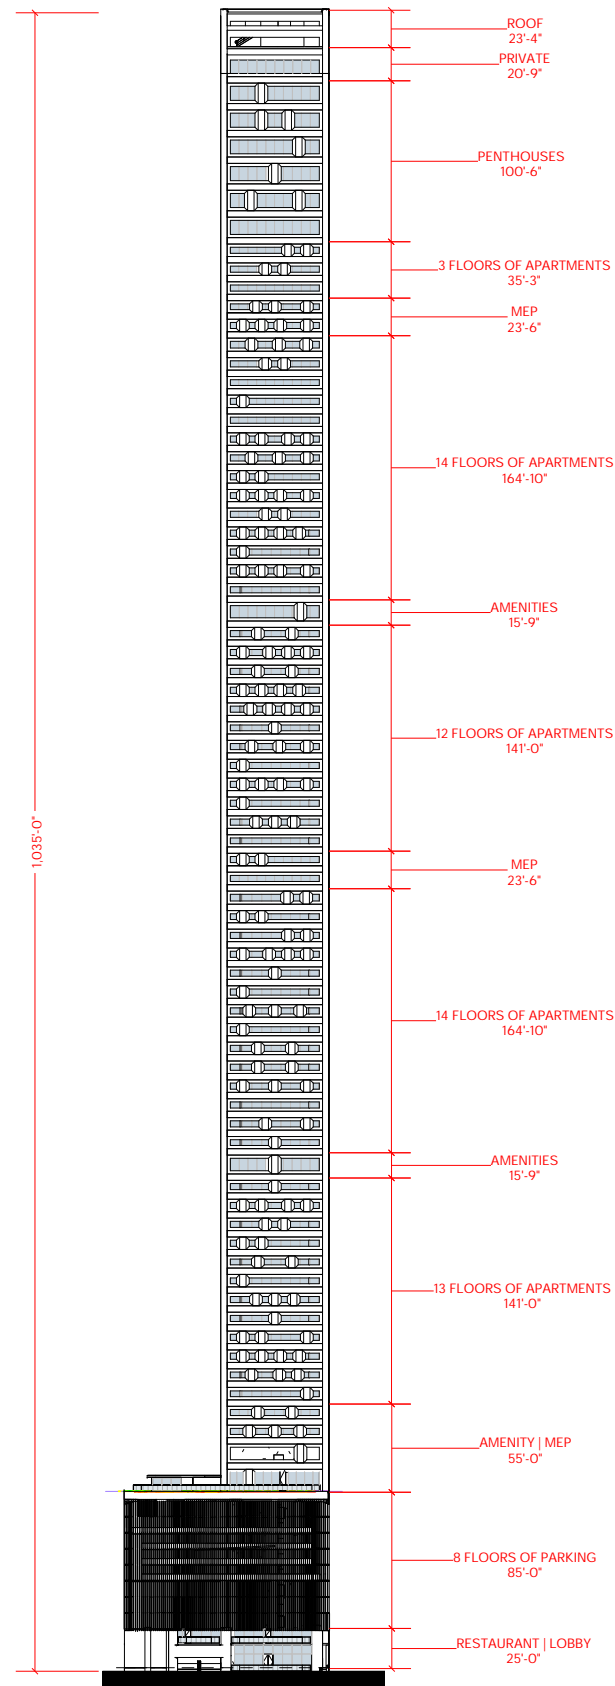 ROOF
23'-4"
PRIVATE
20'-9"
PENTHOUSES
100'-6"
3 FLOORS OF APARTMENTS
35'-3"
MEP
23'-6"
14 FLOORS OF APARTMENTS
164'-10"
AMENITIES
15'-9"
12 FLOORS OF APARTMENTS
141'-0"
1,035'-0"
MEP
23'-6"
14 FLOORS OF APARTMENTS
164'-10"
AMENITIES
15'-9"
13 FLOORS OF APARTMENTS
141'-0"
AMENITY | MEP
55'-0"
8 FLOORS OF PARKING
85'-0"
RESTAURANT | LOBBY
25'-0"